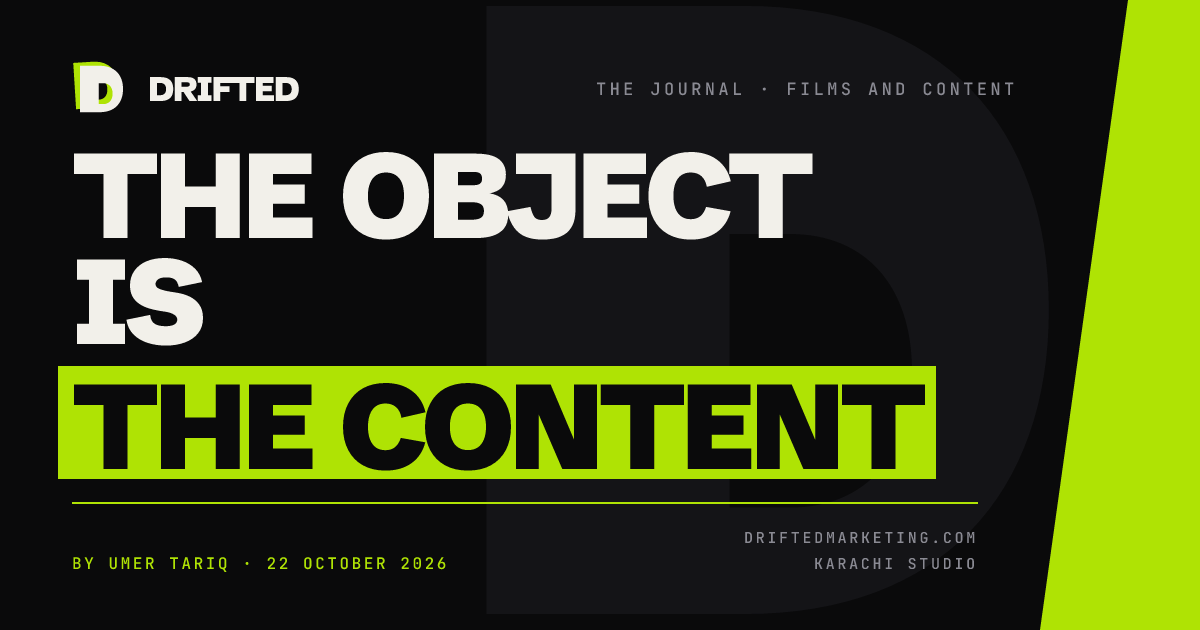 D DRIFTED
THE JOURNAL · FILMS AND CONTENT
THE OBJECT
IS
THE CONTENT
DRIFTEDMARKETING.COM
BY UMER TARIQ · 22 OCTOBER 2026
KARACHI STUDIO